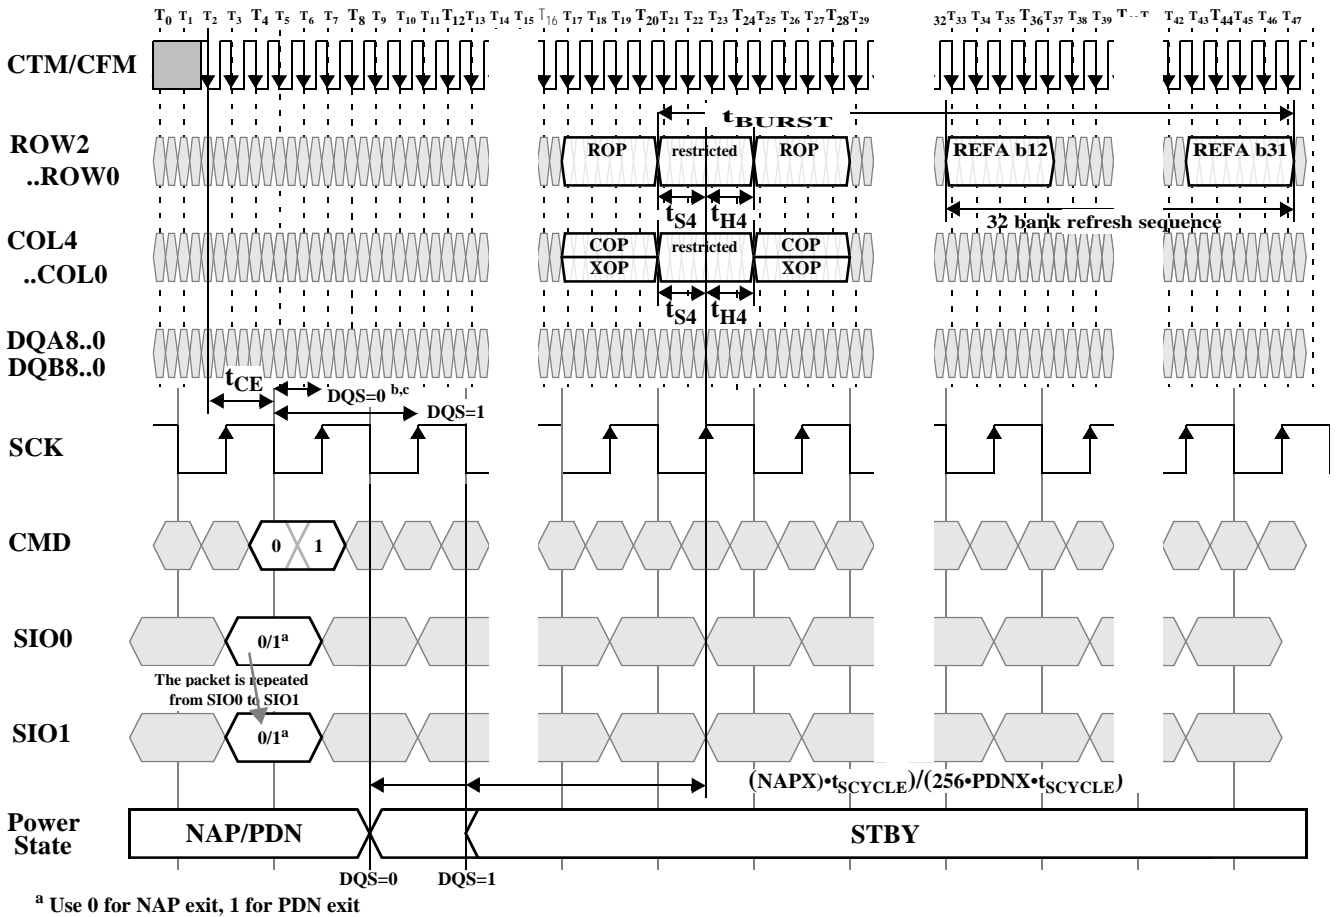 T0 T1 T2 T3 T4 T5 T6 T7 T8 T9 T10 T11 T12 T13 T14 T15 T16 T17 T18 T19 T20 T21 T22 T23 T24 T25 T26 T27 T28 T29 32 T33 T34 T35 T36 T37 T38 T39 T42 T43 T44 T45 T46 T47
CTM/CFM
tBURST
ROW2
..ROW0
ROP restricted ROP REFA b12 REFA b31
tS4 tH4
32 bank refresh sequence
COL4
..COL0
COP restricted COP
XOP XOP
tS4 tH4
DQA8..0
DQB8..0
tCE
DQS=0 b,c
DQS=1
SCK
CMD
0 1
SIO0
0/1a
The packet is repeated
from SIO0 to SIO1
SIO1
0/1a
(NAPX)•tSCYCLE)/(256•PDNX•tSCYCLE)
Power
State
NAP/PDN STBY
DQS=0 DQS=1
a Use 0 for NAP exit, 1 for PDN exit